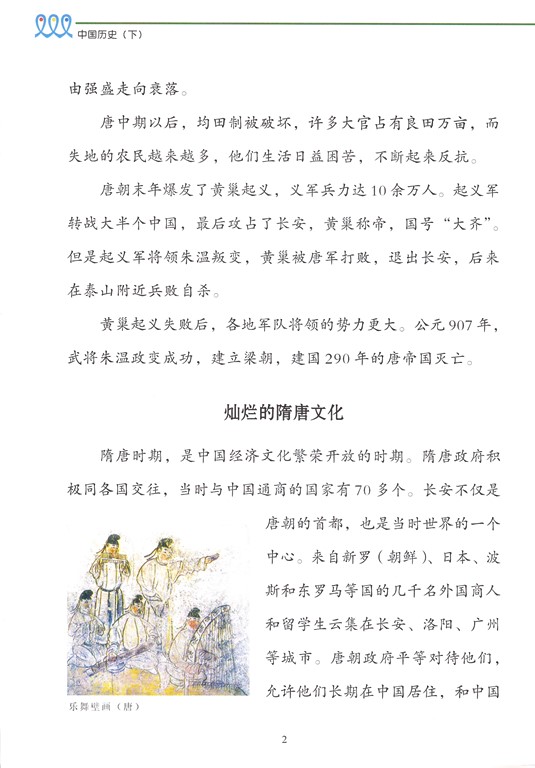 中国历史（下）
由强盛走向衰落。
唐中期以后，均田制被破坏，许多大官占有良田万亩，而
失地的农民越来越多，他们生活日益困苦，不断起来反抗。
唐朝末年爆发了黄巢起义，义军兵力达10余万人。起义军
转战大半个中国，最后攻占了长安，黄巢称帝，国号“大齐”。
但是起义军将领朱温叛变，黄巢被唐军打败，退出长安，后来
在泰山附近兵败自杀。
黄巢起义失败后，各地军队将领的势力更大。公元907年，
武将朱温政变成功，建立梁朝，建国290年的唐帝国灭亡。
灿烂的隋唐文化
隋唐时期，是中国经济文化繁荣开放的时期。隋唐政府积
极同各国交往，当时与中国通商的国家有70多个。长安不仅是
唐朝的首都，也是当时世界的一个
中心。来自新罗（朝鲜）、日本、波
斯和东罗马等国的几千名外国商人
和留学生云集在长安、洛阳、广州
等城市。唐朝政府平等对待他们，
允许他们长期在中国居住，和中国
乐舞壁画（唐）
2